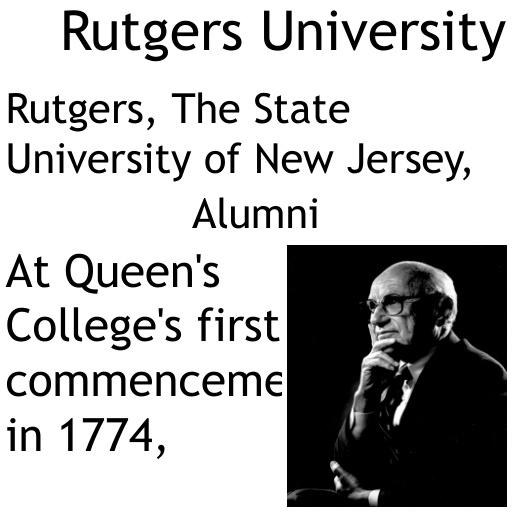 Rutgers University
Rutgers, The State
University of New Jersey,
Alumni
At Queen's
College's first
commenceme
in 1774,